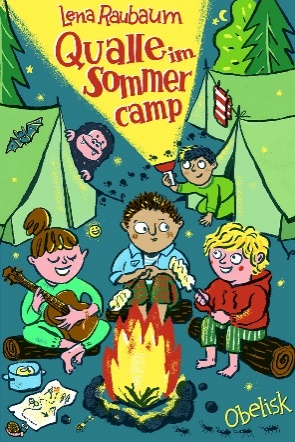 Lena Raubaum
Qualle im
Sommer
camp
Obelisk